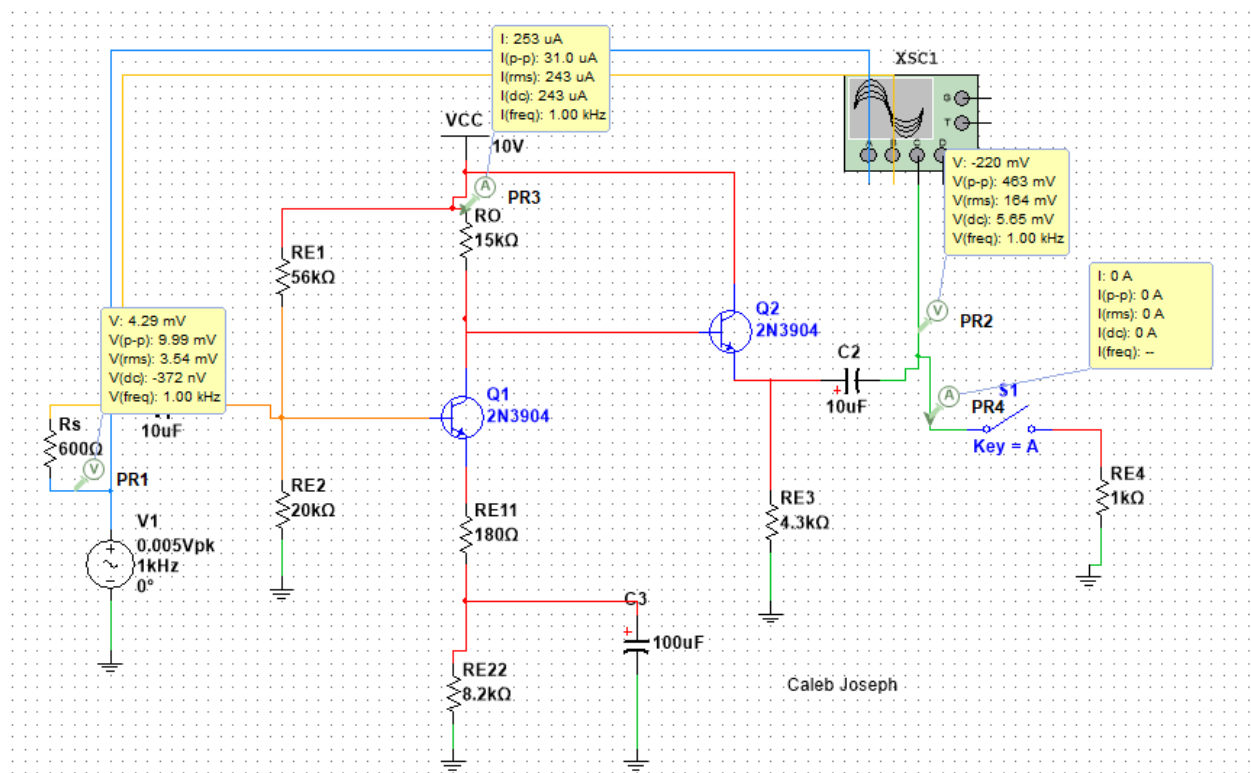 I: 253 uA
I(p-p): 31.0 uA
I(rms): 243 uA
I(dc): 243 uA
I(freq): 1.00 kHz
XSC1
G
T
A
B
C
D
VCC
10V
PR3
RO
15kΩ
RE1
56kΩ
V: -220 mV
V(p-p): 463 mV
V(rms): 164 mV
V(dc): 5.65 mV
V(freq): 1.00 kHz
I: 0 A
I(p-p): 0 A
I(rms): 0 A
I(dc): 0 A
I(freq): --
V: 4.29 mV
V(p-p): 9.99 mV
V(rms): 3.54 mV
V(dc): -372 nV
V(freq): 1.00 kHz
A
V
Q2
2N3904
PR2
C2
+
10uF
Q1
2N3904
A
PR4
S1
Key = A
Rs
600Ω
10uF
V
PR1
RE2
20kΩ
RE11
180Ω
RE3
4.3kΩ
RE4
1kΩ
V1
0.005Vpk
1kHz
0°
C3
+
100uF
RE22
8.2kΩ
Caleb Joseph